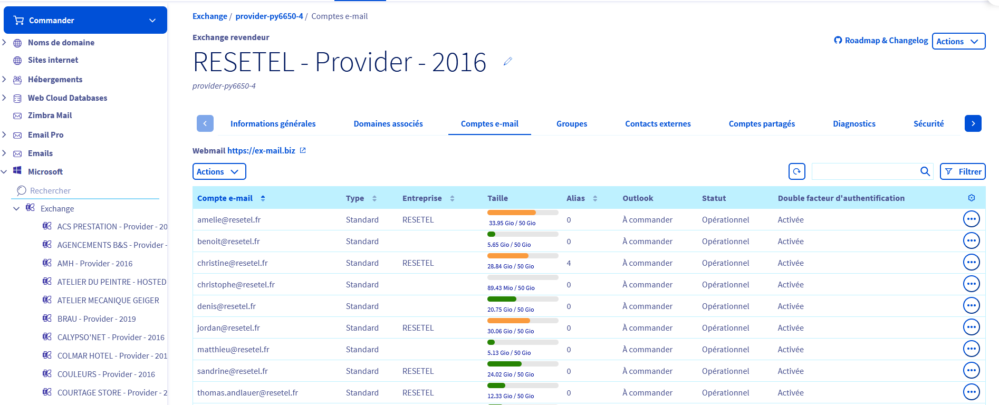 Commander
Noms de domaine
Sites internet
Hébergements
Web Cloud Databases
Zimbra Mail
Email Pro
Emails
Microsoft
Rechercher
Exchange
ACS PRESTATION - Provider - 20
AGENCEMENTS B&S - Provider -
AMH - Provider - 2016
ATELIER DU PEINTRE - HOSTED
ATELIER MECANIQUE GEIGER
BRAU - Provider - 2019
CALYPSO'NET - Provider - 2016
COLMAR HOTEL - Provider - 201
COULEURS - Provider - 2016
COURTAGE STORE - Provider - 2
Exchange / provider-py6650-4 / Comptes e-mail
Exchange revendeur
Roadmap & Changelog Actions
RESETEL - Provider - 2016
provider-py6650-4
Informations générales Domaines associés Comptes e-mail Groupes Contacts externes Comptes partagés Diagnostics Sécurité
Webmail https://ex-mail.biz
Actions Filtrer
Compte e-mail Type Entreprise Taille Alias Outlook Statut Double facteur d'authentification
amelie@resetel.fr Standard RESETEL 33.95 Gio / 50 Gio 0 À commander Opérationnel Activée
benoit@resetel.fr Standard 5.65 Gio / 50 Gio 0 À commander Opérationnel Activée
christine@resetel.fr Standard RESETEL 28.84 Gio / 50 Gio 4 À commander Opérationnel Activée
christophe@resetel.fr Standard 89.43 Mio / 50 Gio 0 À commander Opérationnel Activée
denis@resetel.fr Standard 20.75 Gio / 50 Gio 0 À commander Opérationnel Activée
jordan@resetel.fr Standard RESETEL 30.06 Gio / 50 Gio 0 À commander Opérationnel Activée
matthieu@resetel.fr Standard 5.13 Gio / 50 Gio 0 À commander Opérationnel Activée
sandrine@resetel.fr Standard RESETEL 24.02 Gio / 50 Gio 0 À commander Opérationnel Activée
thomas.andlauer@resetel.fr Standard RESETEL 12.33 Gio / 50 Gio 0 À commander Opérationnel Activée